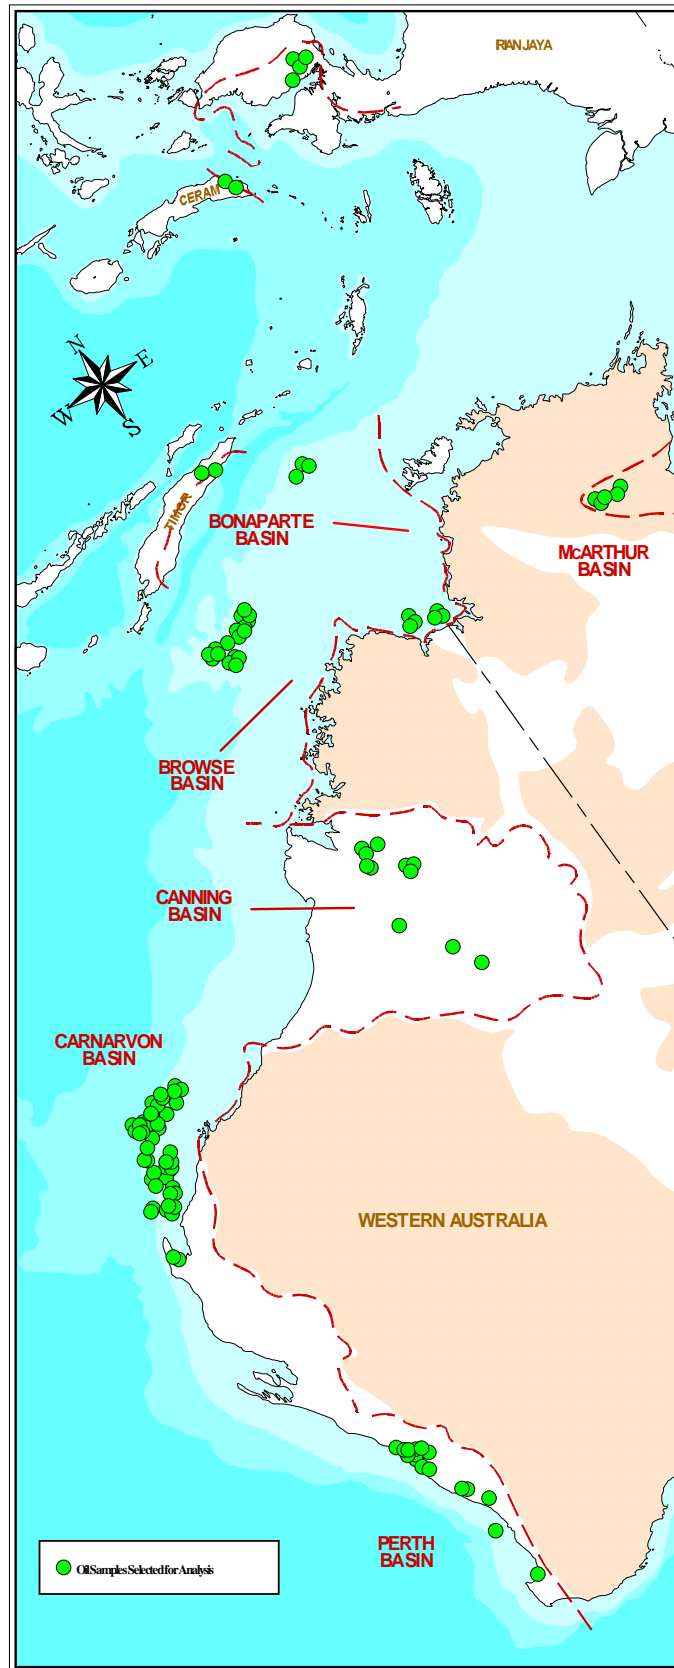 RIAN JAYA
CERAM
N
E
W
S
TIMOR
BONAPARTE
BASIN
McARTHUR
BASIN
BROWSE
BASIN
CANNING
BASIN
CARNARVON
BASIN
WESTERN AUSTRALIA
PERTH
BASIN
Oil Samples Selected for Analysis